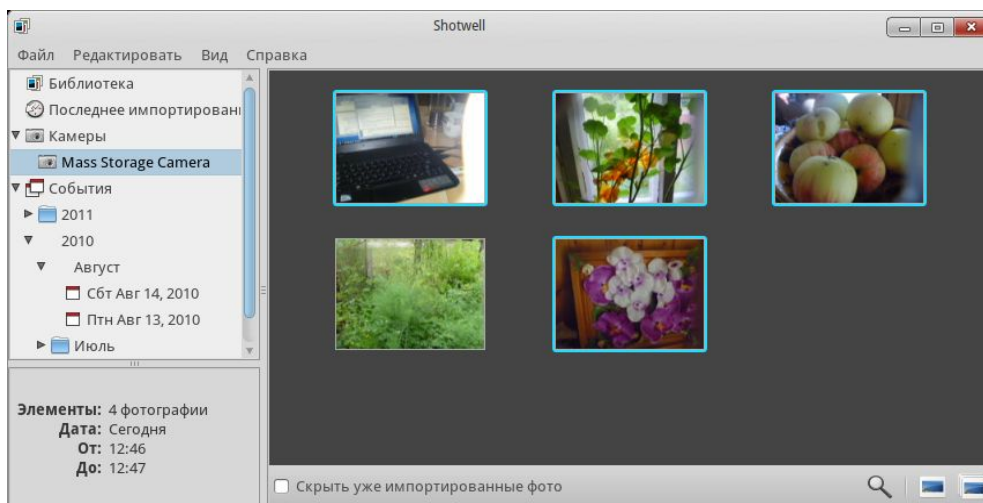 Shotwell
Файл Редактировать Вид Справка
Библиотека
Последнее импортировані
Камеры
Mass Storage Camera
События
2011
2010
Август
Сбт Авг 14, 2010
Птн Авг 13, 2010
Июль
Элементы: 4 фотографии
Дата: Сегодня
От: 12:46
До: 12:47
Скрыть уже импортированные фото